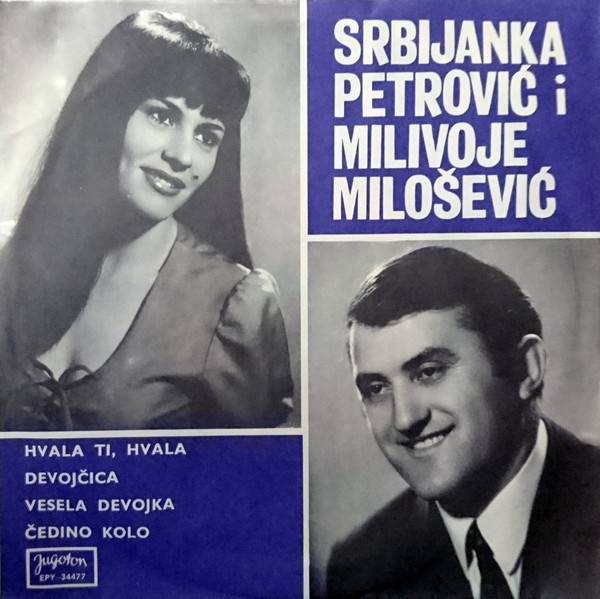 SRBIJANKA
PETROVIĆ i
MILIVOJE
MILOŠEVIĆ
HVALA TI, HVALA
DEVOJČICA
VESELA DEVOJKA
ČEDINO KOLO
Jugoton
EPY-34477